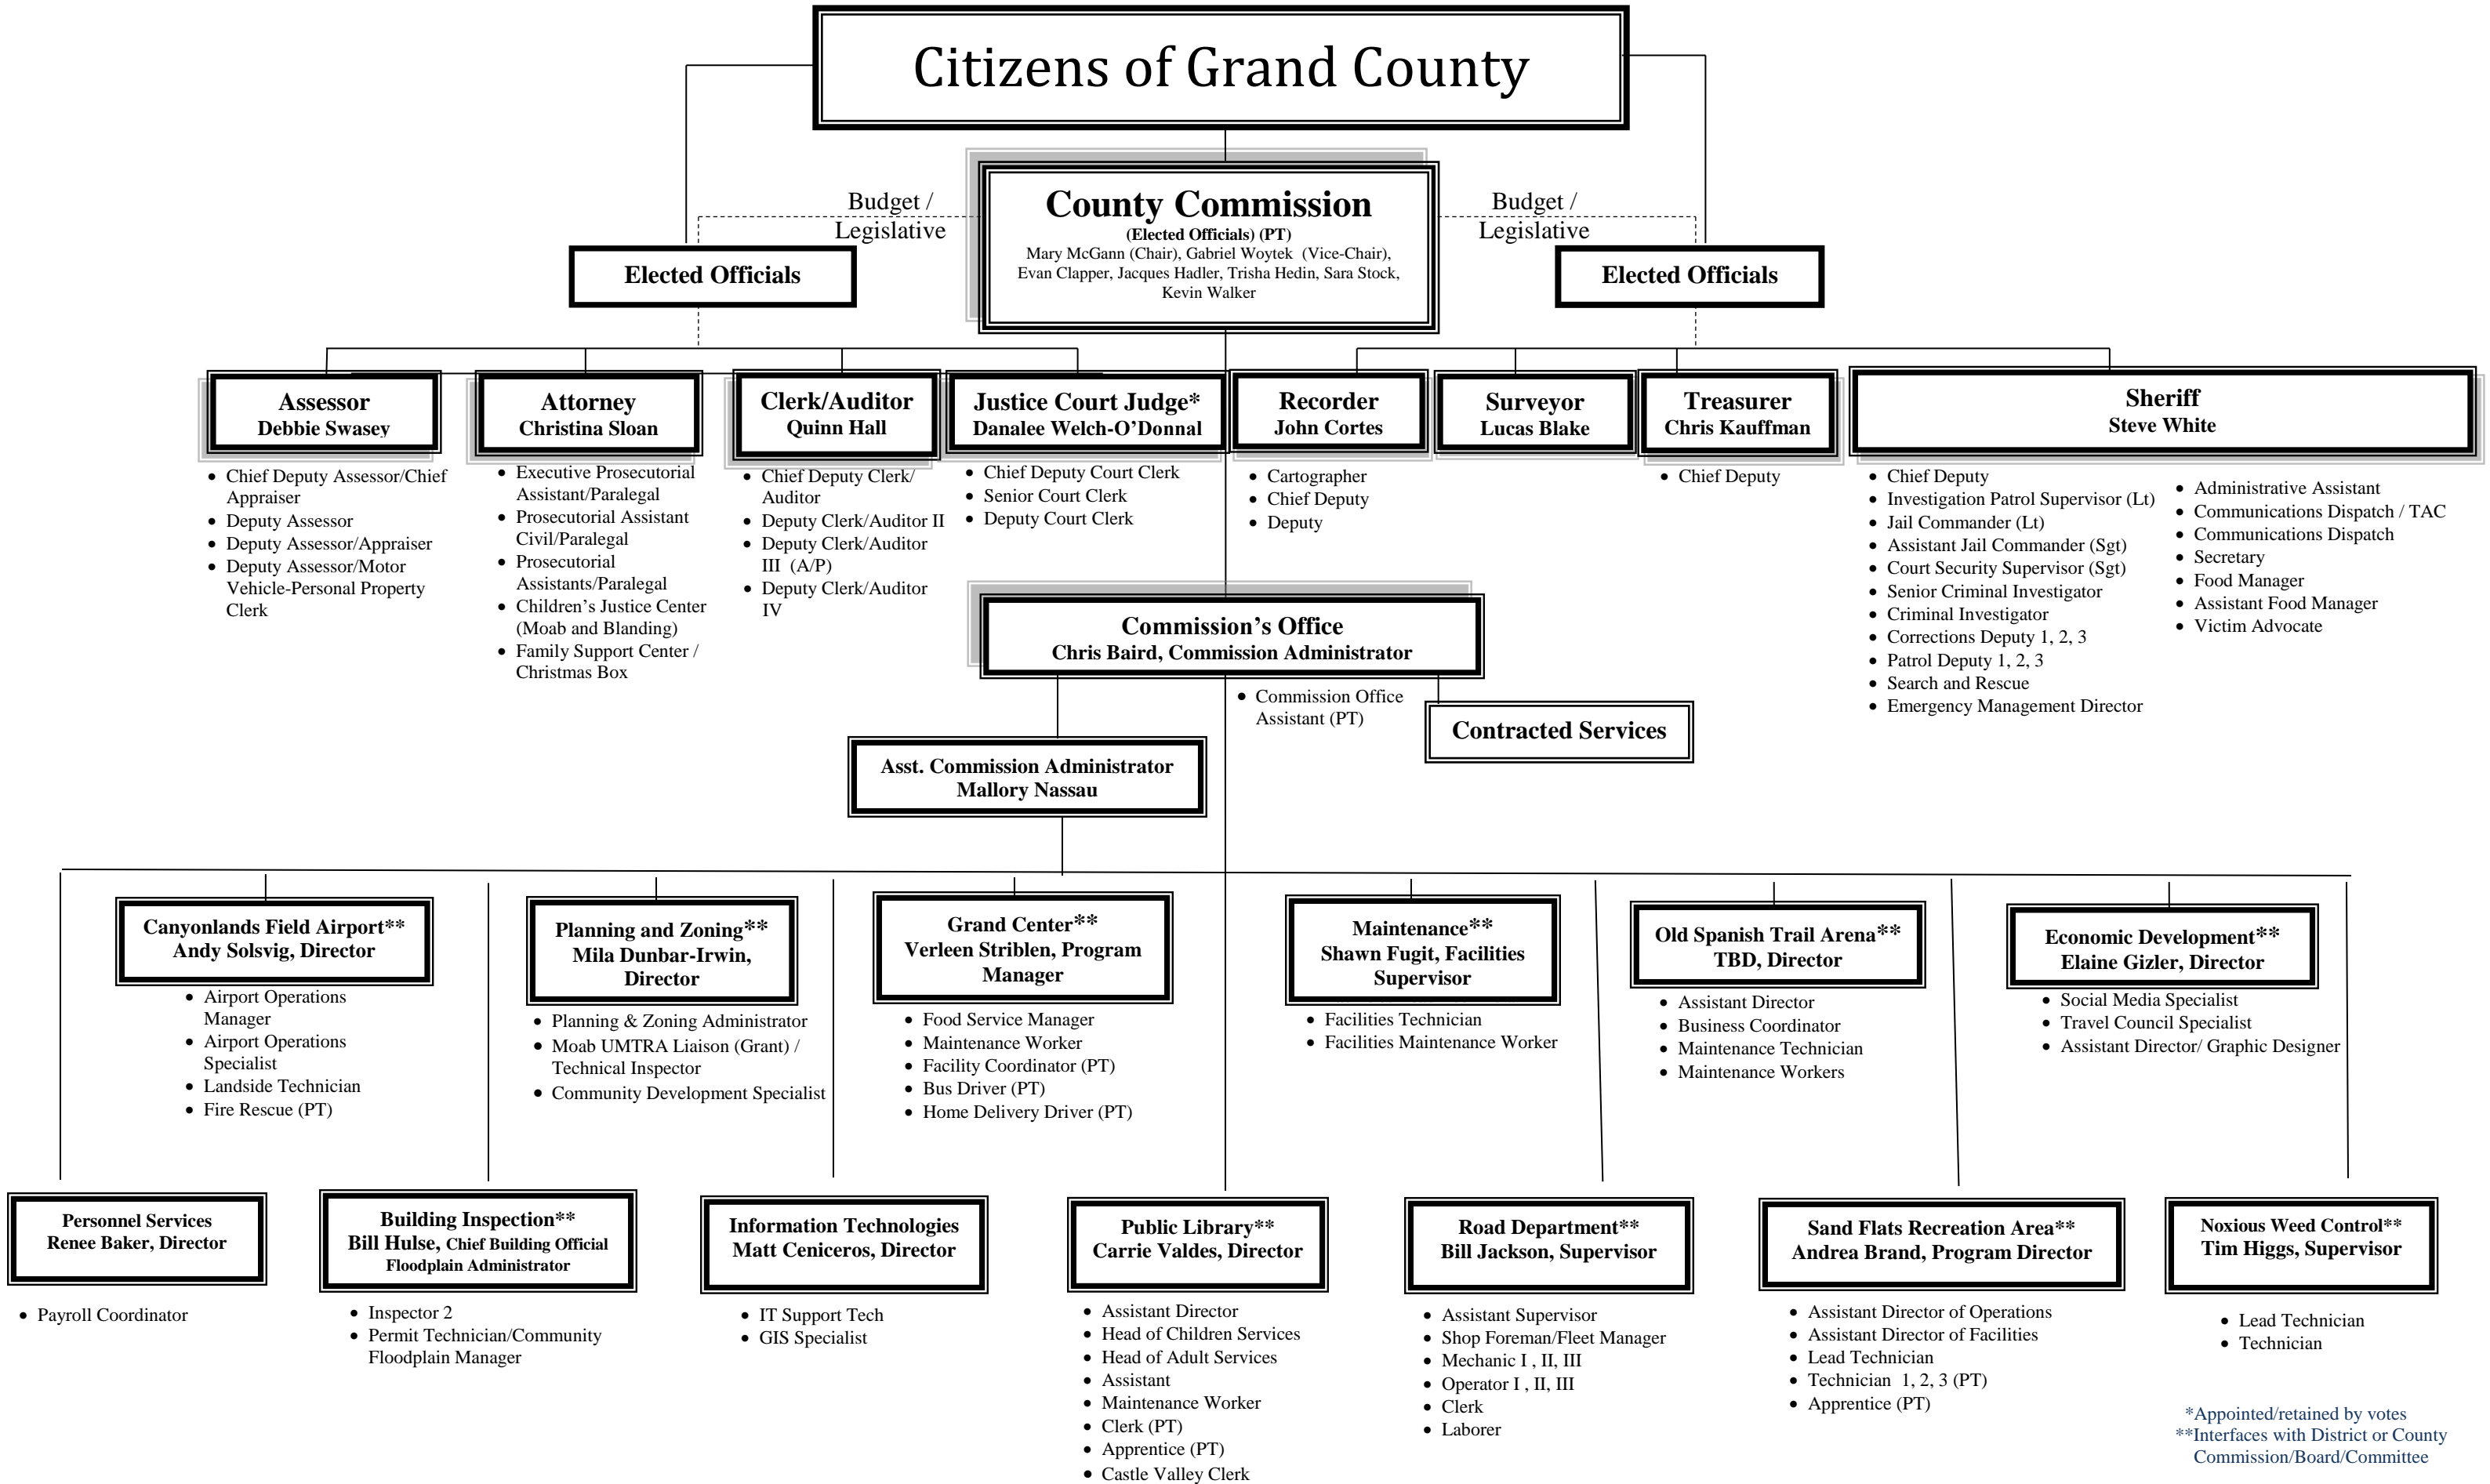 Citizens of Grand County
Budget /
Legislative
County Commission
(Elected Officials) (PT)
Mary McGann (Chair), Gabriel Woytek  (Vice-Chair),
Evan Clapper, Jacques Hadler, Trisha Hedin, Sara Stock,
Kevin Walker
Budget /
Legislative
Elected Officials
Elected Officials
Assessor
Debbie Swasey
• Chief Deputy Assessor/Chief
Appraiser
• Deputy Assessor
• Deputy Assessor/Appraiser
• Deputy Assessor/Motor
Vehicle-Personal Property
Clerk
Attorney
Christina Sloan
• Executive Prosecutorial
Assistant/Paralegal
• Prosecutorial Assistant
Civil/Paralegal
• Prosecutorial
Assistants/Paralegal
• Children’s Justice Center
(Moab and Blanding)
• Family Support Center /
Christmas Box
Clerk/Auditor
Quinn Hall
• Chief Deputy Clerk/
Auditor
• Deputy Clerk/Auditor II
• Deputy Clerk/Auditor
III  (A/P)
• Deputy Clerk/Auditor
IV
Justice Court Judge*
Danalee Welch-O’Donnal
• Chief Deputy Court Clerk
• Senior Court Clerk
• Deputy Court Clerk
Recorder
John Cortes
• Cartographer
• Chief Deputy
• Deputy
Surveyor
Lucas Blake
Treasurer
Chris Kauffman
• Chief Deputy
Sheriff
Steve White
• Chief Deputy
• Investigation Patrol Supervisor (Lt)
• Jail Commander (Lt)
• Assistant Jail Commander (Sgt)
• Court Security Supervisor (Sgt)
• Senior Criminal Investigator
• Criminal Investigator
• Corrections Deputy 1, 2, 3
• Patrol Deputy 1, 2, 3
• Search and Rescue
• Emergency Management Director
• Administrative Assistant
• Communications Dispatch / TAC
• Communications Dispatch
• Secretary
• Food Manager
• Assistant Food Manager
• Victim Advocate
Commission’s Office
Chris Baird, Commission Administrator
• Commission Office
Assistant (PT)
Contracted Services
Asst. Commission Administrator
Mallory Nassau
Canyonlands Field Airport**
Andy Solsvig, Director
• Airport Operations
Manager
• Airport Operations
Specialist
• Landside Technician
• Fire Rescue (PT)
Planning and Zoning**
Mila Dunbar-Irwin,
Director
• Planning & Zoning Administrator
• Moab UMTRA Liaison (Grant) /
Technical Inspector
• Community Development Specialist
Grand Center**
Verleen Striblen, Program
Manager
• Food Service Manager
• Maintenance Worker
• Facility Coordinator (PT)
• Bus Driver (PT)
• Home Delivery Driver (PT)
Maintenance**
Shawn Fugit, Facilities
Supervisor
• Facilities Technician
• Facilities Maintenance Worker
Old Spanish Trail Arena**
TBD, Director
• Assistant Director
• Business Coordinator
• Maintenance Technician
• Maintenance Workers
Economic Development**
Elaine Gizler, Director
• Social Media Specialist
• Travel Council Specialist
• Assistant Director/ Graphic Designer
Personnel Services
Renee Baker, Director
• Payroll Coordinator
Building Inspection**
Bill Hulse, Chief Building Official
Floodplain Administrator
• Inspector 2
• Permit Technician/Community
Floodplain Manager
Information Technologies
Matt Ceniceros, Director
• IT Support Tech
• GIS Specialist
Public Library**
Carrie Valdes, Director
• Assistant Director
• Head of Children Services
• Head of Adult Services
• Assistant
• Maintenance Worker
• Clerk (PT)
• Apprentice (PT)
• Castle Valley Clerk
Road Department**
Bill Jackson, Supervisor
• Assistant Supervisor
• Shop Foreman/Fleet Manager
• Mechanic I , II, III
• Operator I , II, III
• Clerk
• Laborer
Sand Flats Recreation Area**
Andrea Brand, Program Director
• Assistant Director of Operations
• Assistant Director of Facilities
• Lead Technician
• Technician  1, 2, 3 (PT)
• Apprentice (PT)
Noxious Weed Control**
Tim Higgs, Supervisor
• Lead Technician
• Technician
*Appointed/retained by votes
**Interfaces with District or County
Commission/Board/Committee